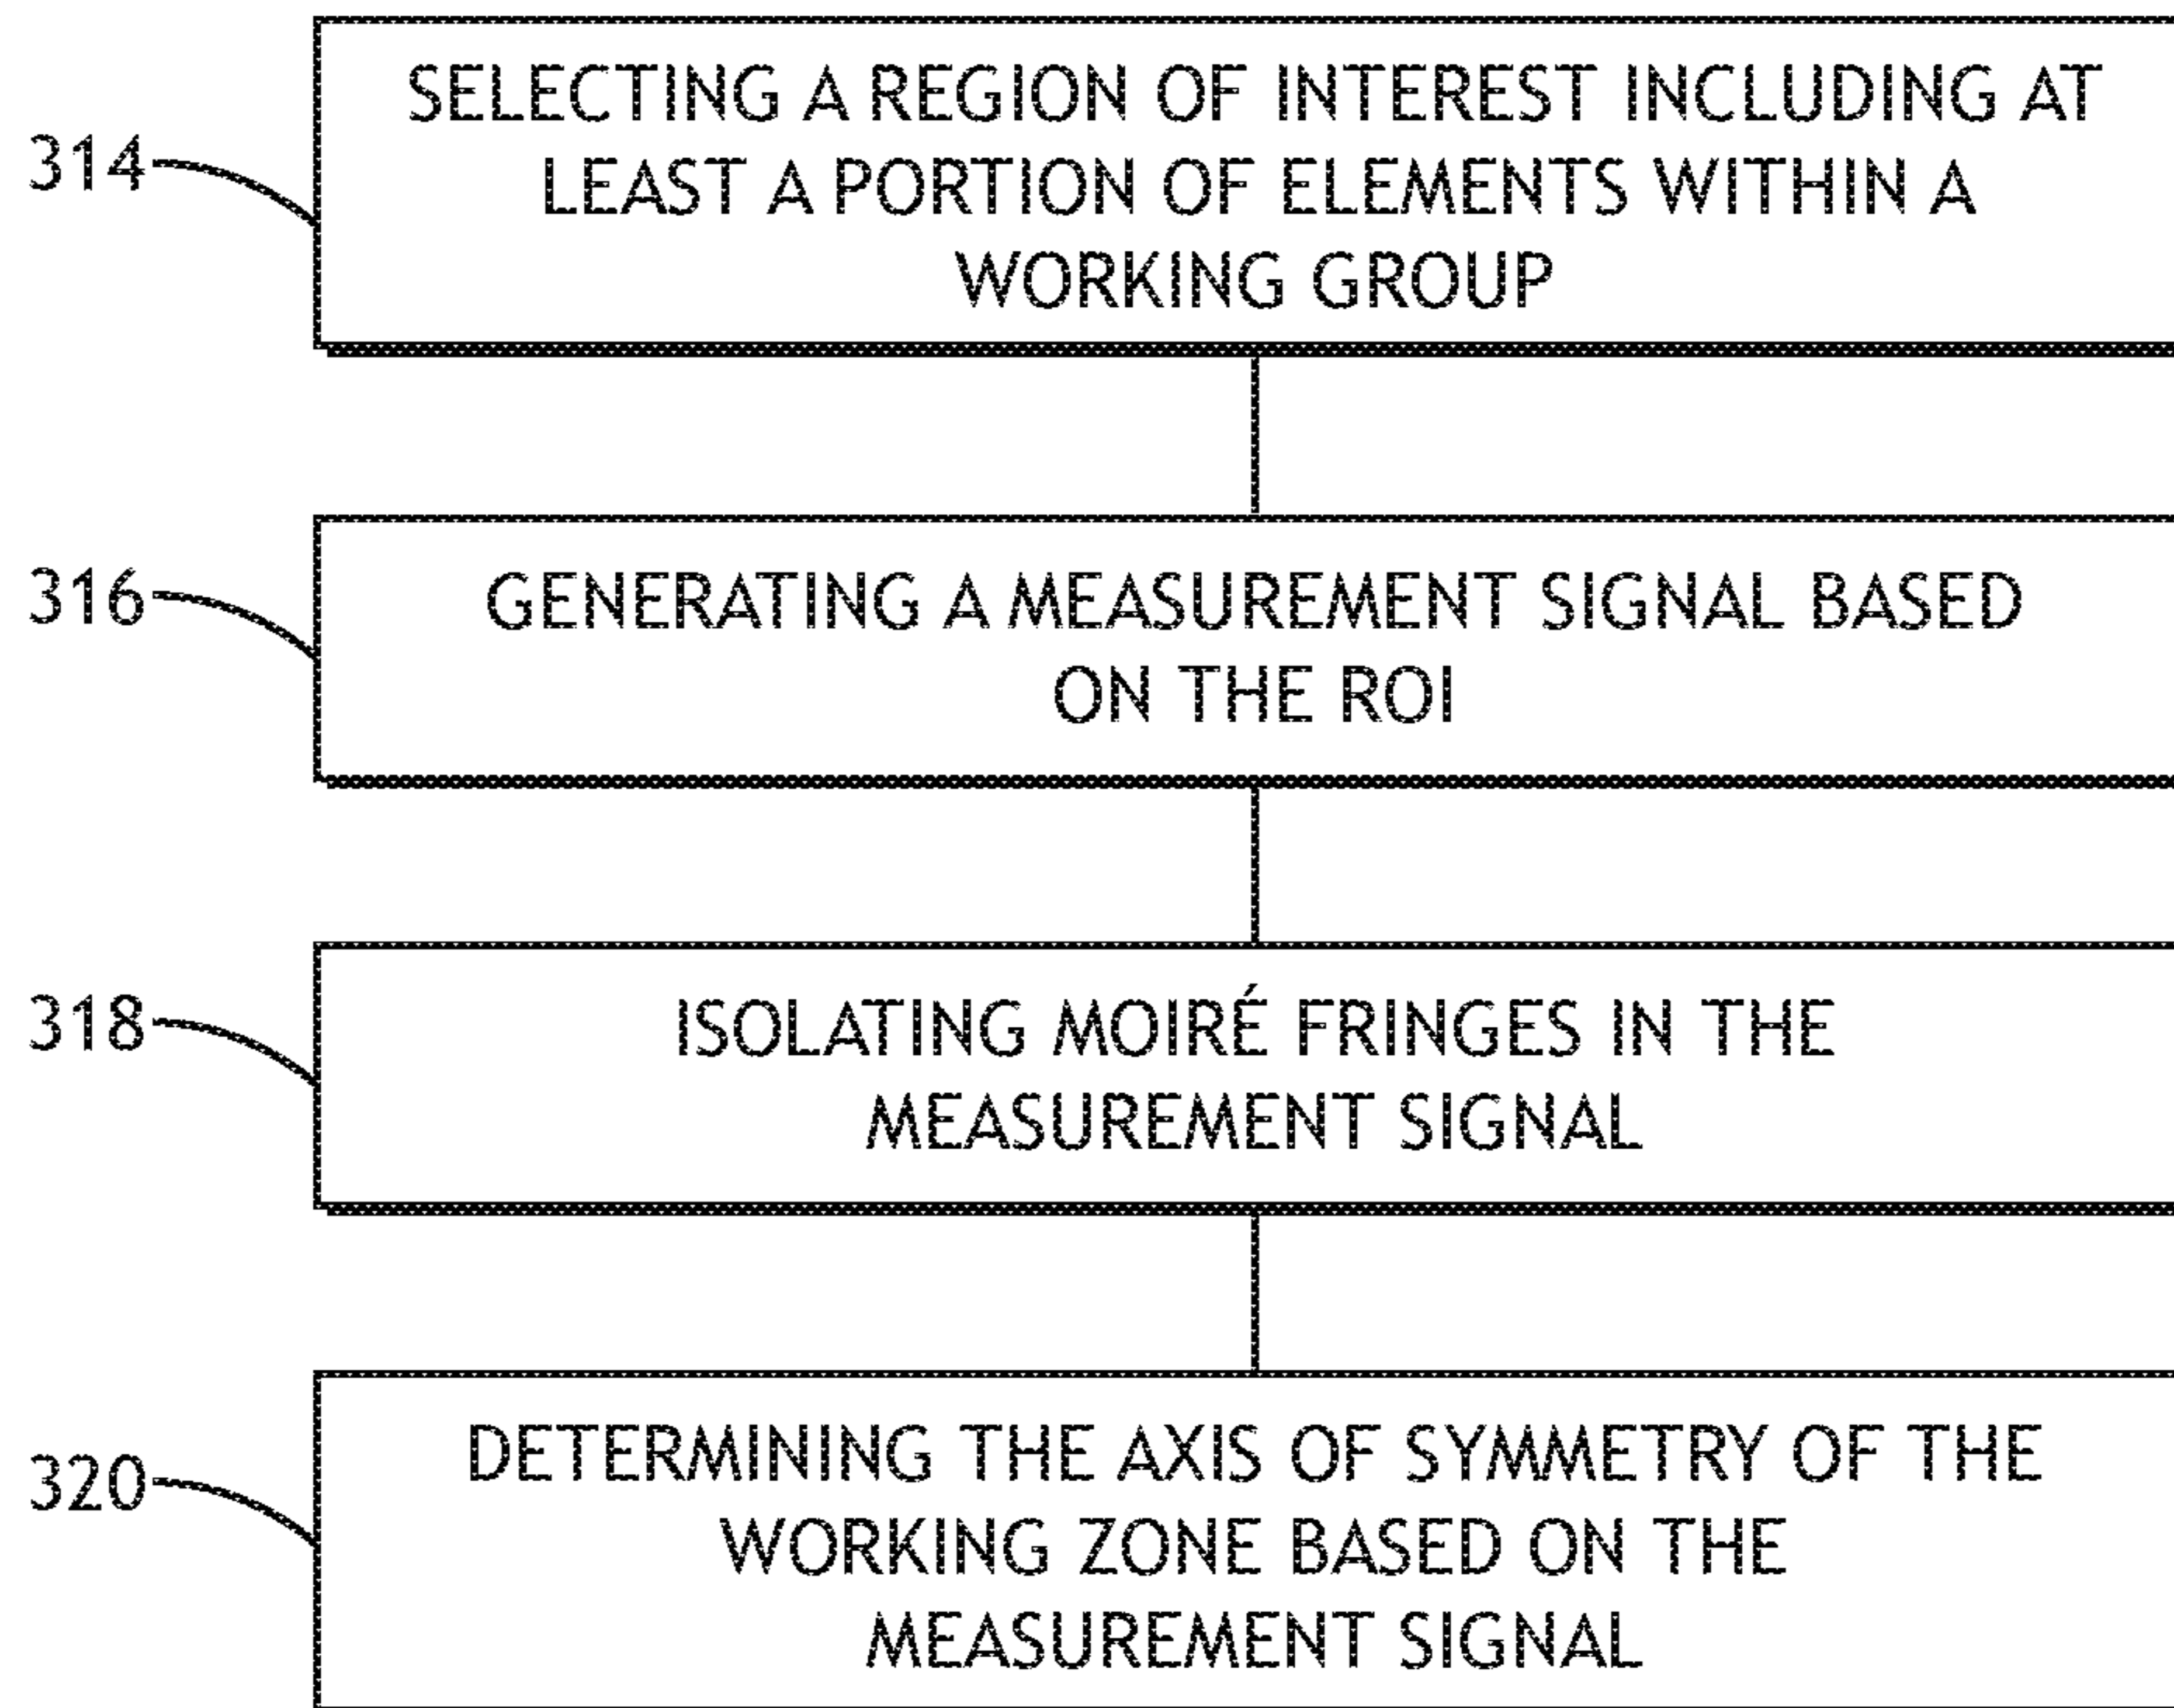 314
SELECTING A REGION OF INTEREST INCLUDING AT
LEAST A PORTION OF ELEMENTS WITHIN A
WORKING GROUP
316
GENERATING A MEASUREMENT SIGNAL BASED
ON THE ROI
318
ISOLATING MOIRÉ FRINGES IN THE
MEASUREMENT SIGNAL
320
DETERMINING THE AXIS OF SYMMETRY OF THE
WORKING ZONE BASED ON THE
MEASUREMENT SIGNAL